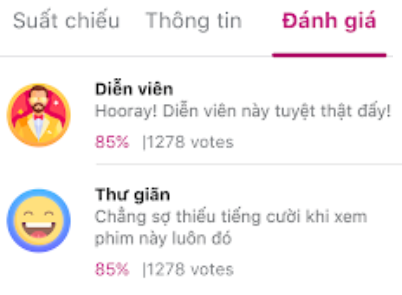 Suất chiếu Thông tin Đánh giá
Diễn viên
Hooray! Diễn viên này tuyệt thật đấy!
85% |1278 votes
Thư giãn
Chẳng sợ thiếu tiếng cười khi xem
phim này luôn đó
85% |1278 votes